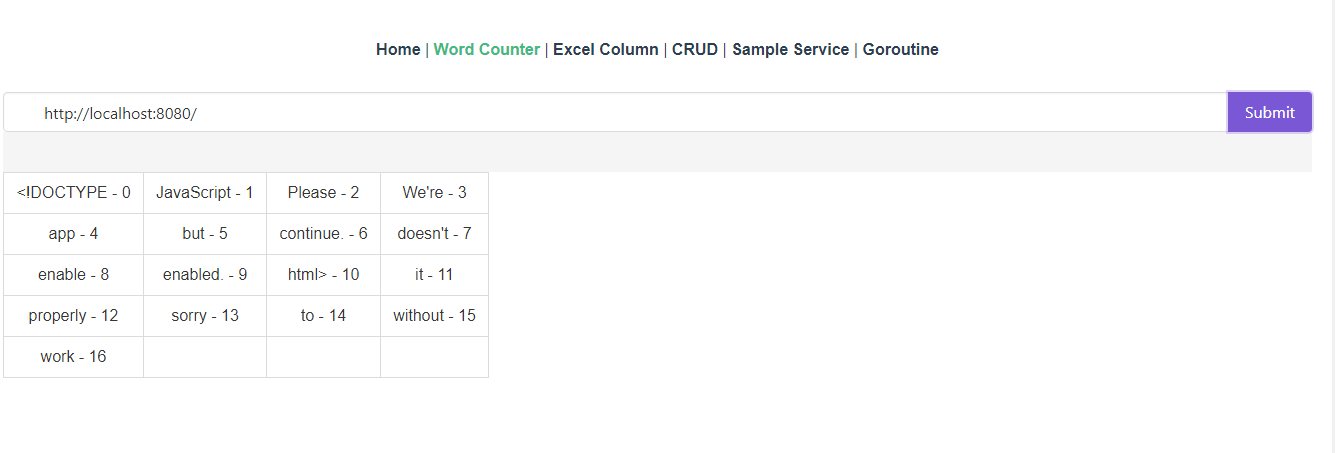 Home | Word Counter | Excel Column | CRUD | Sample Service | Goroutine
http://localhost:8080/ Submit
<!DOCTYPE - 0 JavaScript - 1 Please - 2 We're - 3
app - 4 but - 5 continue. - 6 doesn't - 7
enable - 8 enabled. - 9 html> - 10 it - 11
properly - 12 sorry - 13 to - 14 without - 15
work - 16